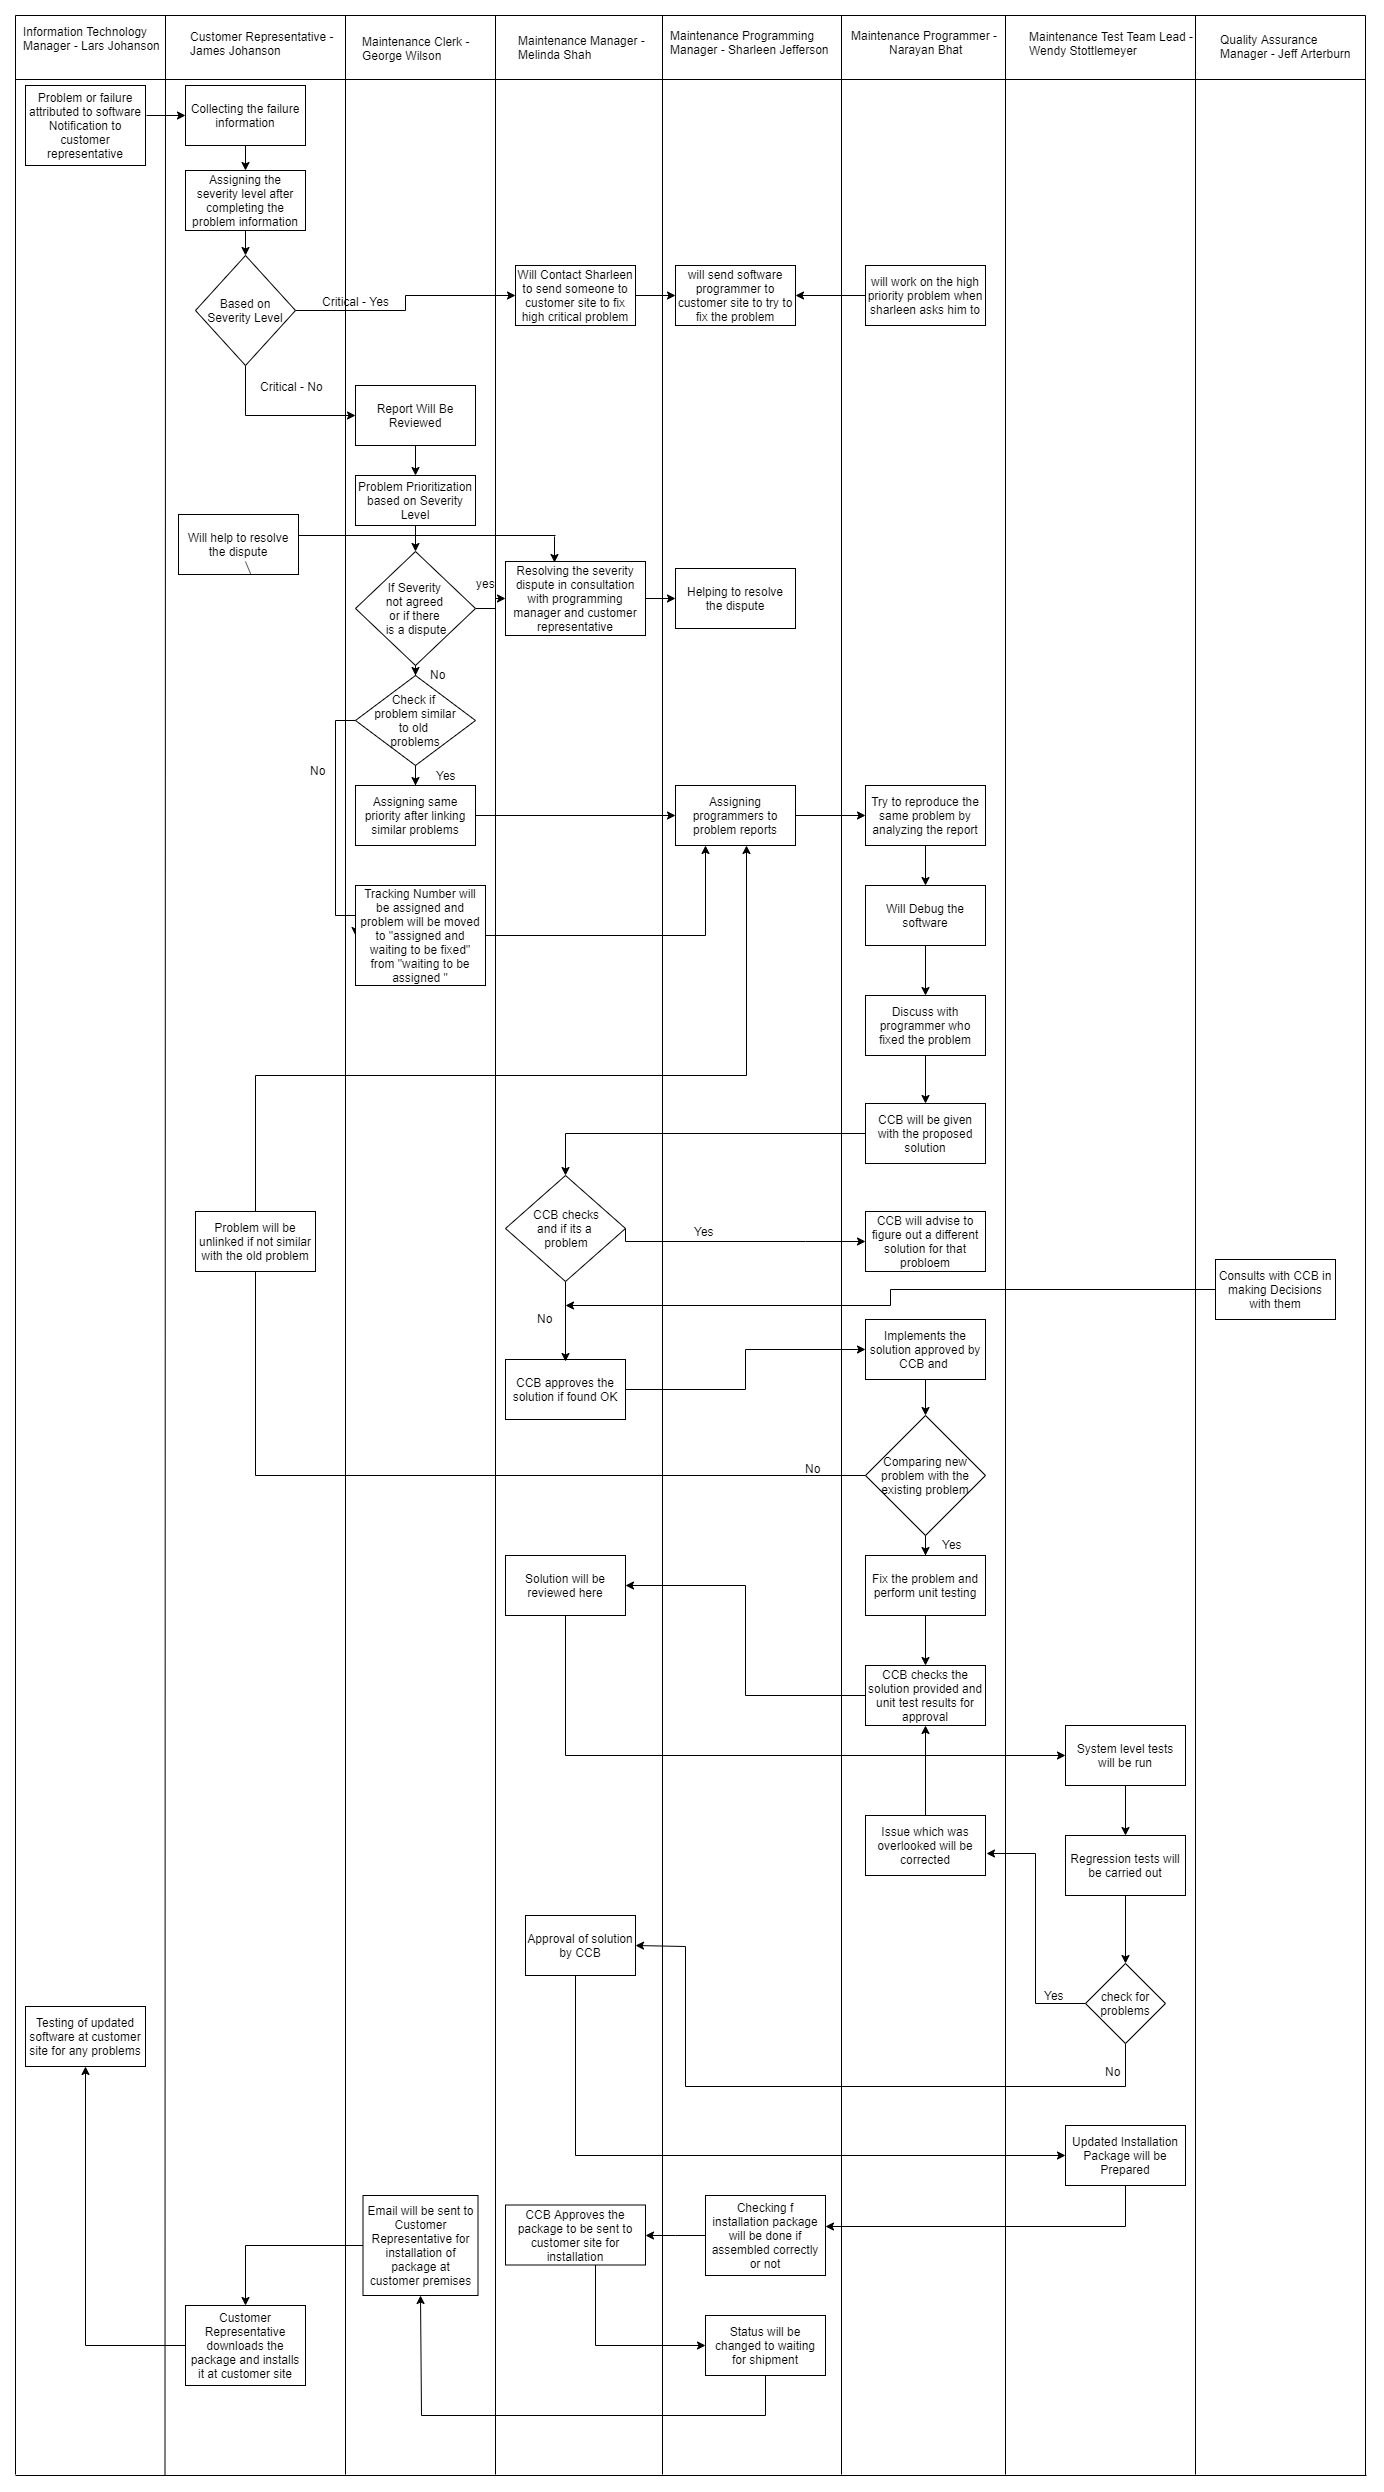 Information Technology
Manager - Lars Johanson
Customer Representative -
James Johanson
Maintenance Clerk -
George Wilson
Maintenance Manager -
Melinda Shah
Maintenance Programming
Manager - Sharleen Jefferson
Maintenance Programmer -
Narayan Bhat
Maintenance Test Team Lead -
Wendy Stottlemeyer
Quality Assurance
Manager - Jeff Arterburn
Problem or failure
attributed to software
Notification to
customer
representative
Collecting the failure
information
Assigning the
severity level after
completing the
problem information
Based on
Severity Level
Critical - Yes
Will Contact Sharleen
to send someone to
customer site to fix
high critical problem
will send software
programmer to
customer site to try to
fix the problem
will work on the high
priority problem when
sharleen asks him to
Critical - No
Report Will Be
Reviewed
Problem Prioritization
based on Severity
Level
Will help to resolve
the dispute
If Severity
not agreed
or if there
is a dispute
yes
Resolving the severity
dispute in consultation
with programming
manager and customer
representative
Helping to resolve
the dispute
No
Check if
problem similar
to old
problems
No
Yes
Assigning same
priority after linking
similar problems
Assigning
programmers to
problem reports
Try to reproduce the
same problem by
analyzing the report
Tracking Number will
be assigned and
problem will be moved
to "assigned and
waiting to be fixed"
from "waiting to be
assigned "
Will Debug the
software
Discuss with
programmer who
fixed the problem
CCB will be given
with the proposed
solution
CCB checks
and if its a
problem
Yes
CCB will advise to
figure out a different
solution for that
probloem
Problem will be
unlinked if not similar
with the old problem
Consults with CCB in
making Decisions
with them
No
Implements the
solution approved by
CCB and
CCB approves the
solution if found OK
Comparing new
problem with the
existing problem
No
Yes
Solution will be
reviewed here
Fix the problem and
perform unit testing
CCB checks the
solution provided and
unit test results for
approval
System level tests
will be run
Issue which was
overlooked will be
corrected
Regression tests will
be carried out
Approval of solution
by CCB
check for
problems
Yes
No
Testing of updated
software at customer
site for any problems
Updated Installation
Package will be
Prepared
Email will be sent to
Customer
Representative for
installation of
package at
customer premises
CCB Approves the
package to be sent to
customer site for
installation
Checking f
installation package
will be done if
assembled correctly
or not
Customer
Representative
downloads the
package and installs
it at customer site
Status will be
changed to waiting
for shipment